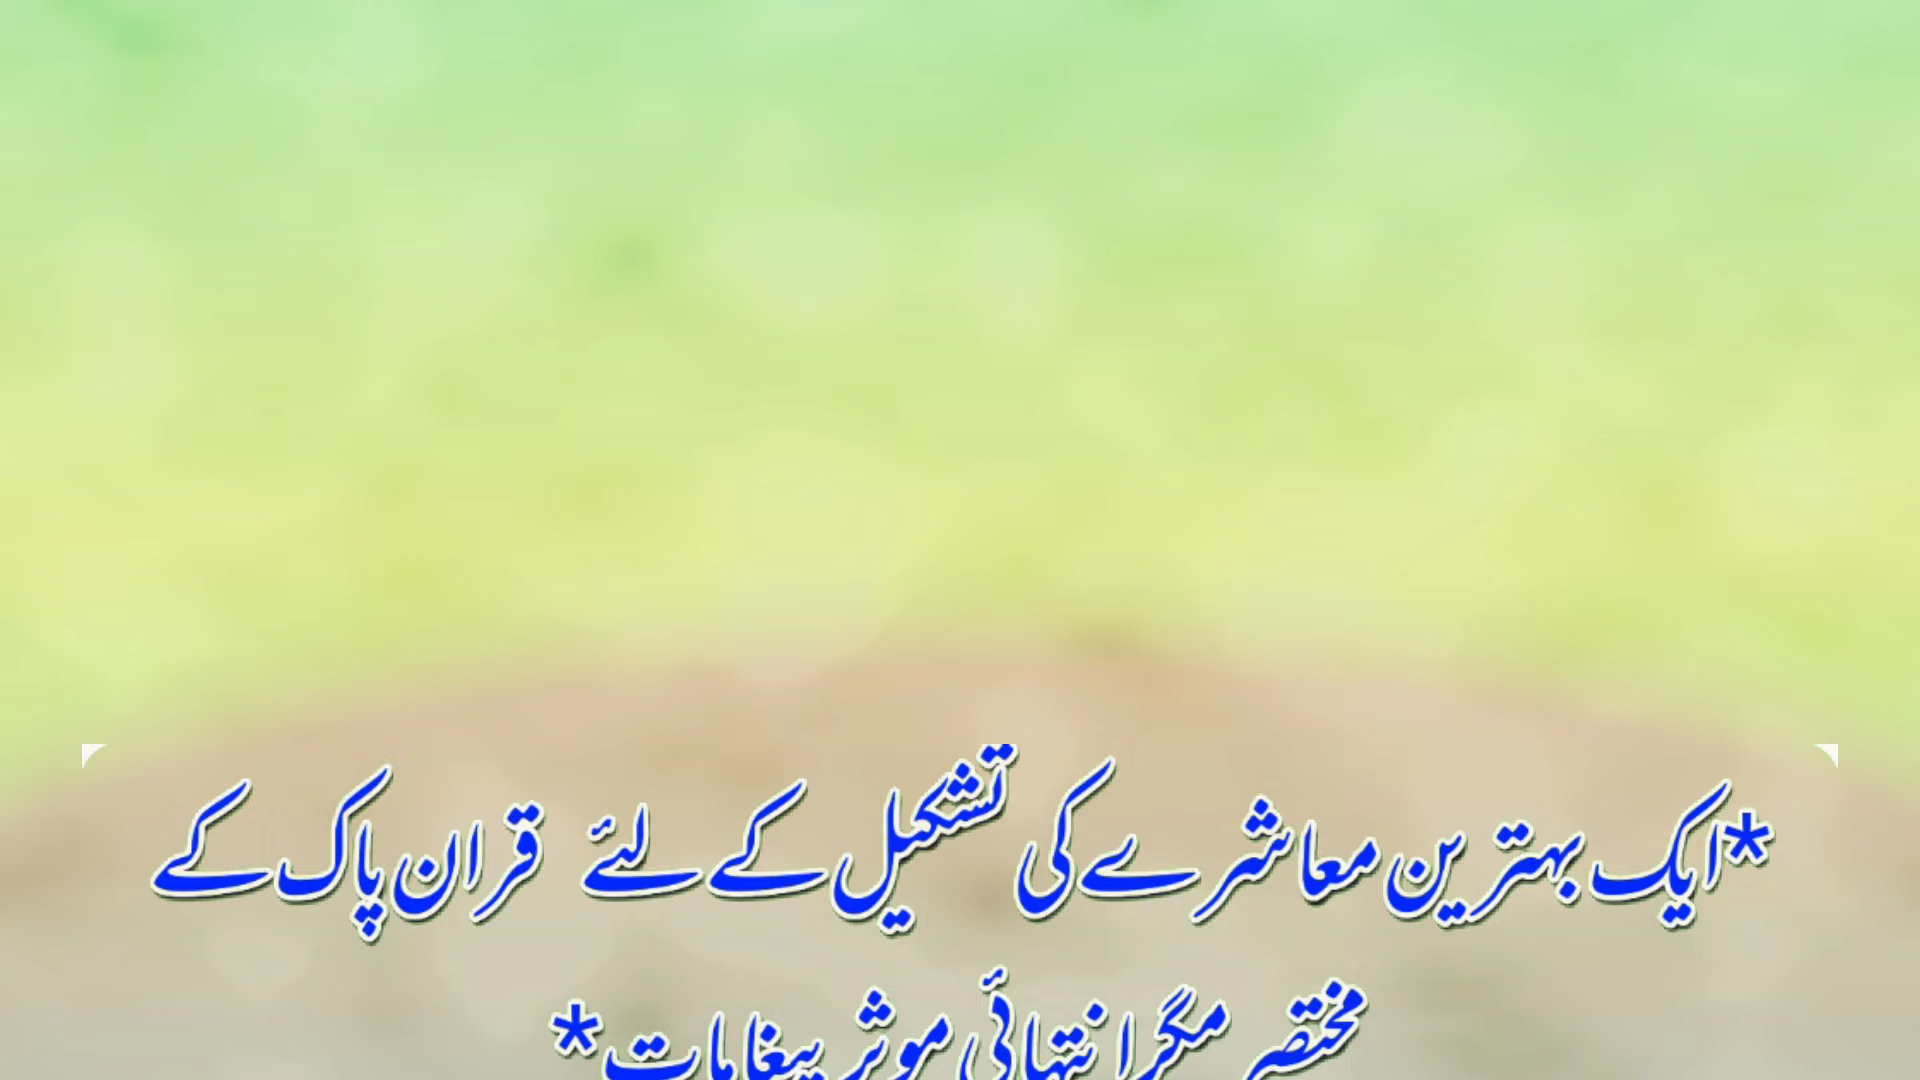 *ایک بہترین معاشرے کی تشکیل کے لئے قران پاک کے
مختصر مگر انتہائی موثر پیغامات*